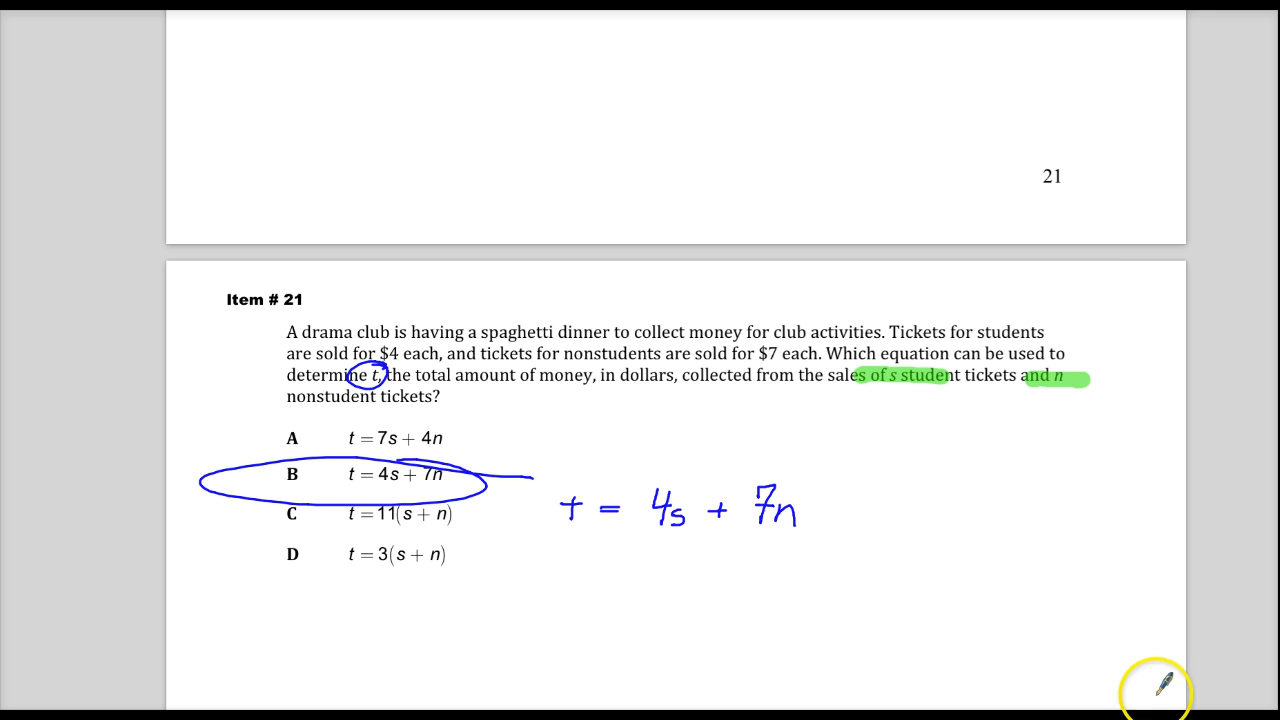 21
Item # 21
A drama club is having a spaghetti dinner to collect money for club activities. Tickets for students
are sold for $4 each, and tickets for nonstudents are sold for $7 each. Which equation can be used to
determine t, the total amount of money, in dollars, collected from the sales of s student tickets and n
nonstudent tickets?
A t = 7s + 4n
B t = 4s + 7n
C t = 11(s + n)
D t = 3(s + n)
t = 4s + 7n